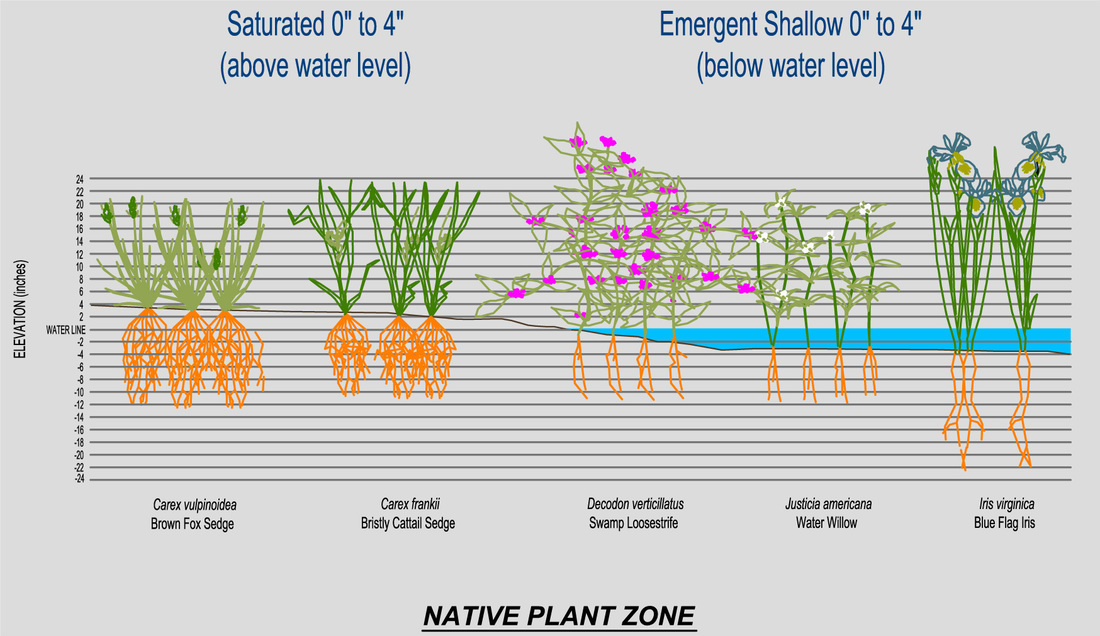 Saturated 0" to 4"
(above water level)
Emergent Shallow 0" to 4"
(below water level)
ELEVATION (inches)
24
22
20
18
16
14
12
10
8
6
4
2
WATER LINE
-2
-4
-6
-8
-10
-12
-14
-16
-18
-20
-22
-24
Carex vulpinoidea
Brown Fox Sedge
Carex frankii
Bristly Cattail Sedge
Decodon verticillatus
Swamp Loosestrife
Justicia americana
Water Willow
Iris virginica
Blue Flag Iris
NATIVE PLANT ZONE